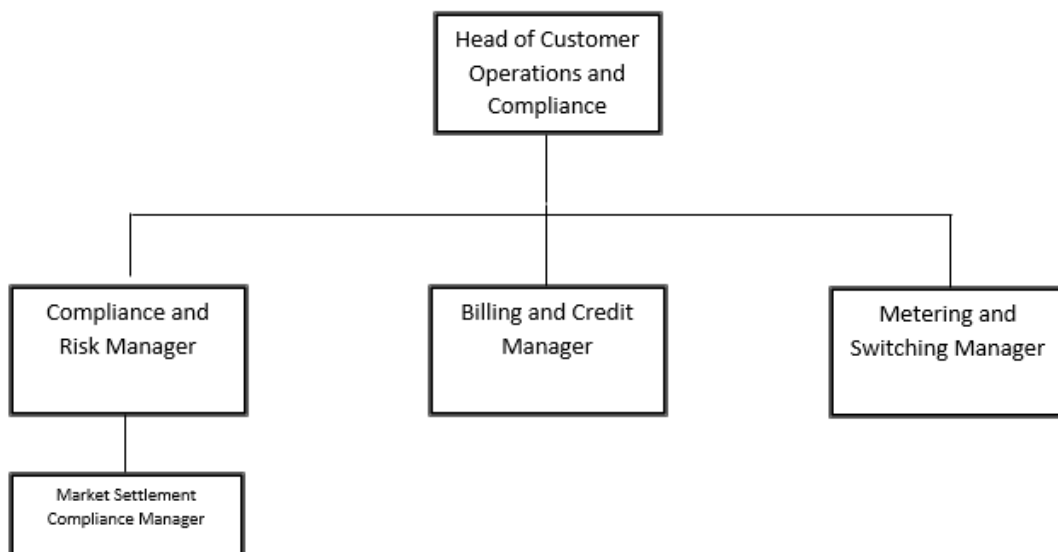 Head of Customer
Operations and
Compliance
Compliance and
Risk Manager
Billing and Credit
Manager
Metering and
Switching Manager
Market Settlement
Compliance Manager